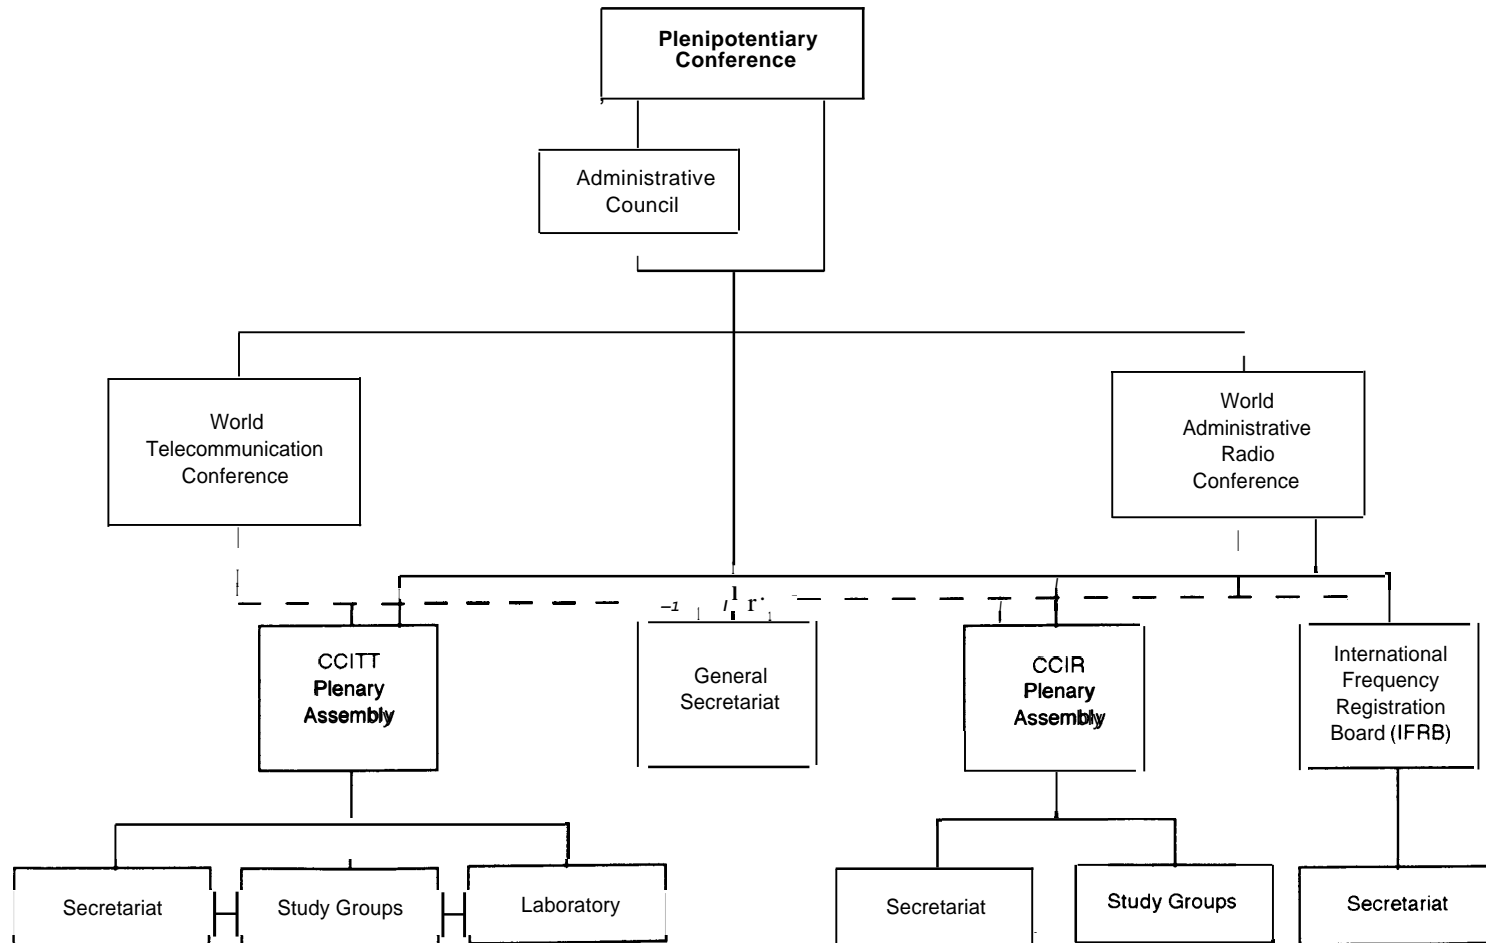 Plenipotentiary
Conference
Administrative
Council
World
Telecommunication
Conference
World
Administrative
Radio
Conference
CCITT
Plenary
Assembly
General
Secretariat
CCIR
Plenary
Assembly
International
Frequency
Registration
Board (IFRB)
Secretariat
Study Groups
Laboratory
Secretariat
Study Groups
Secretariat